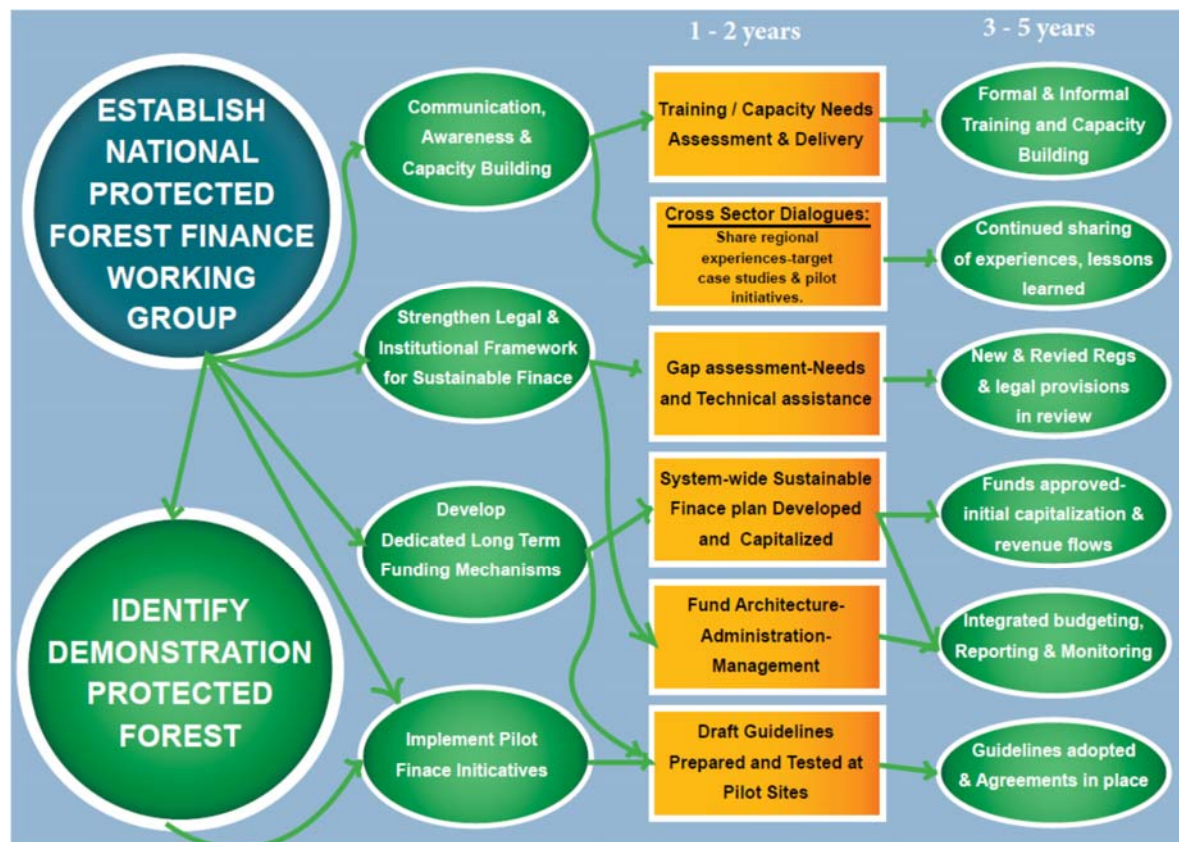 1 - 2 years
3 - 5 years
ESTABLISH
NATIONAL
PROTECTED
FOREST FINANCE
WORKING
GROUP
IDENTIFY
DEMONSTRATION
PROTECTED
FOREST
Communication,
Awareness &
Capacity Building
Strengthen Legal &
Institutional Framework
for Sustainable Finace
Develop
Dedicated Long Term
Funding Mechanisms
Implement Pilot
Finace Initicatives
Training / Capacity Needs
Assessment & Delivery
Cross Sector Dialogues:
Share regional
experiences-target
case studies & pilot
initiatives.
Gap assessment-Needs
and Technical assistance
System-wide Sustainable
Finace plan Developed
and Capitalized
Fund Architecture-
Administration-
Management
Draft Guidelines
Prepared and Tested at
Pilot Sites
Formal & Informal
Training and Capacity
Building
Continued sharing
of experiences, lessons
learned
New & Revied Regs
& legal provisions
in review
Funds approved-
initial capitalization &
revenue flows
Integrated budgeting,
Reporting & Monitoring
Guidelines adopted
& Agreements in place